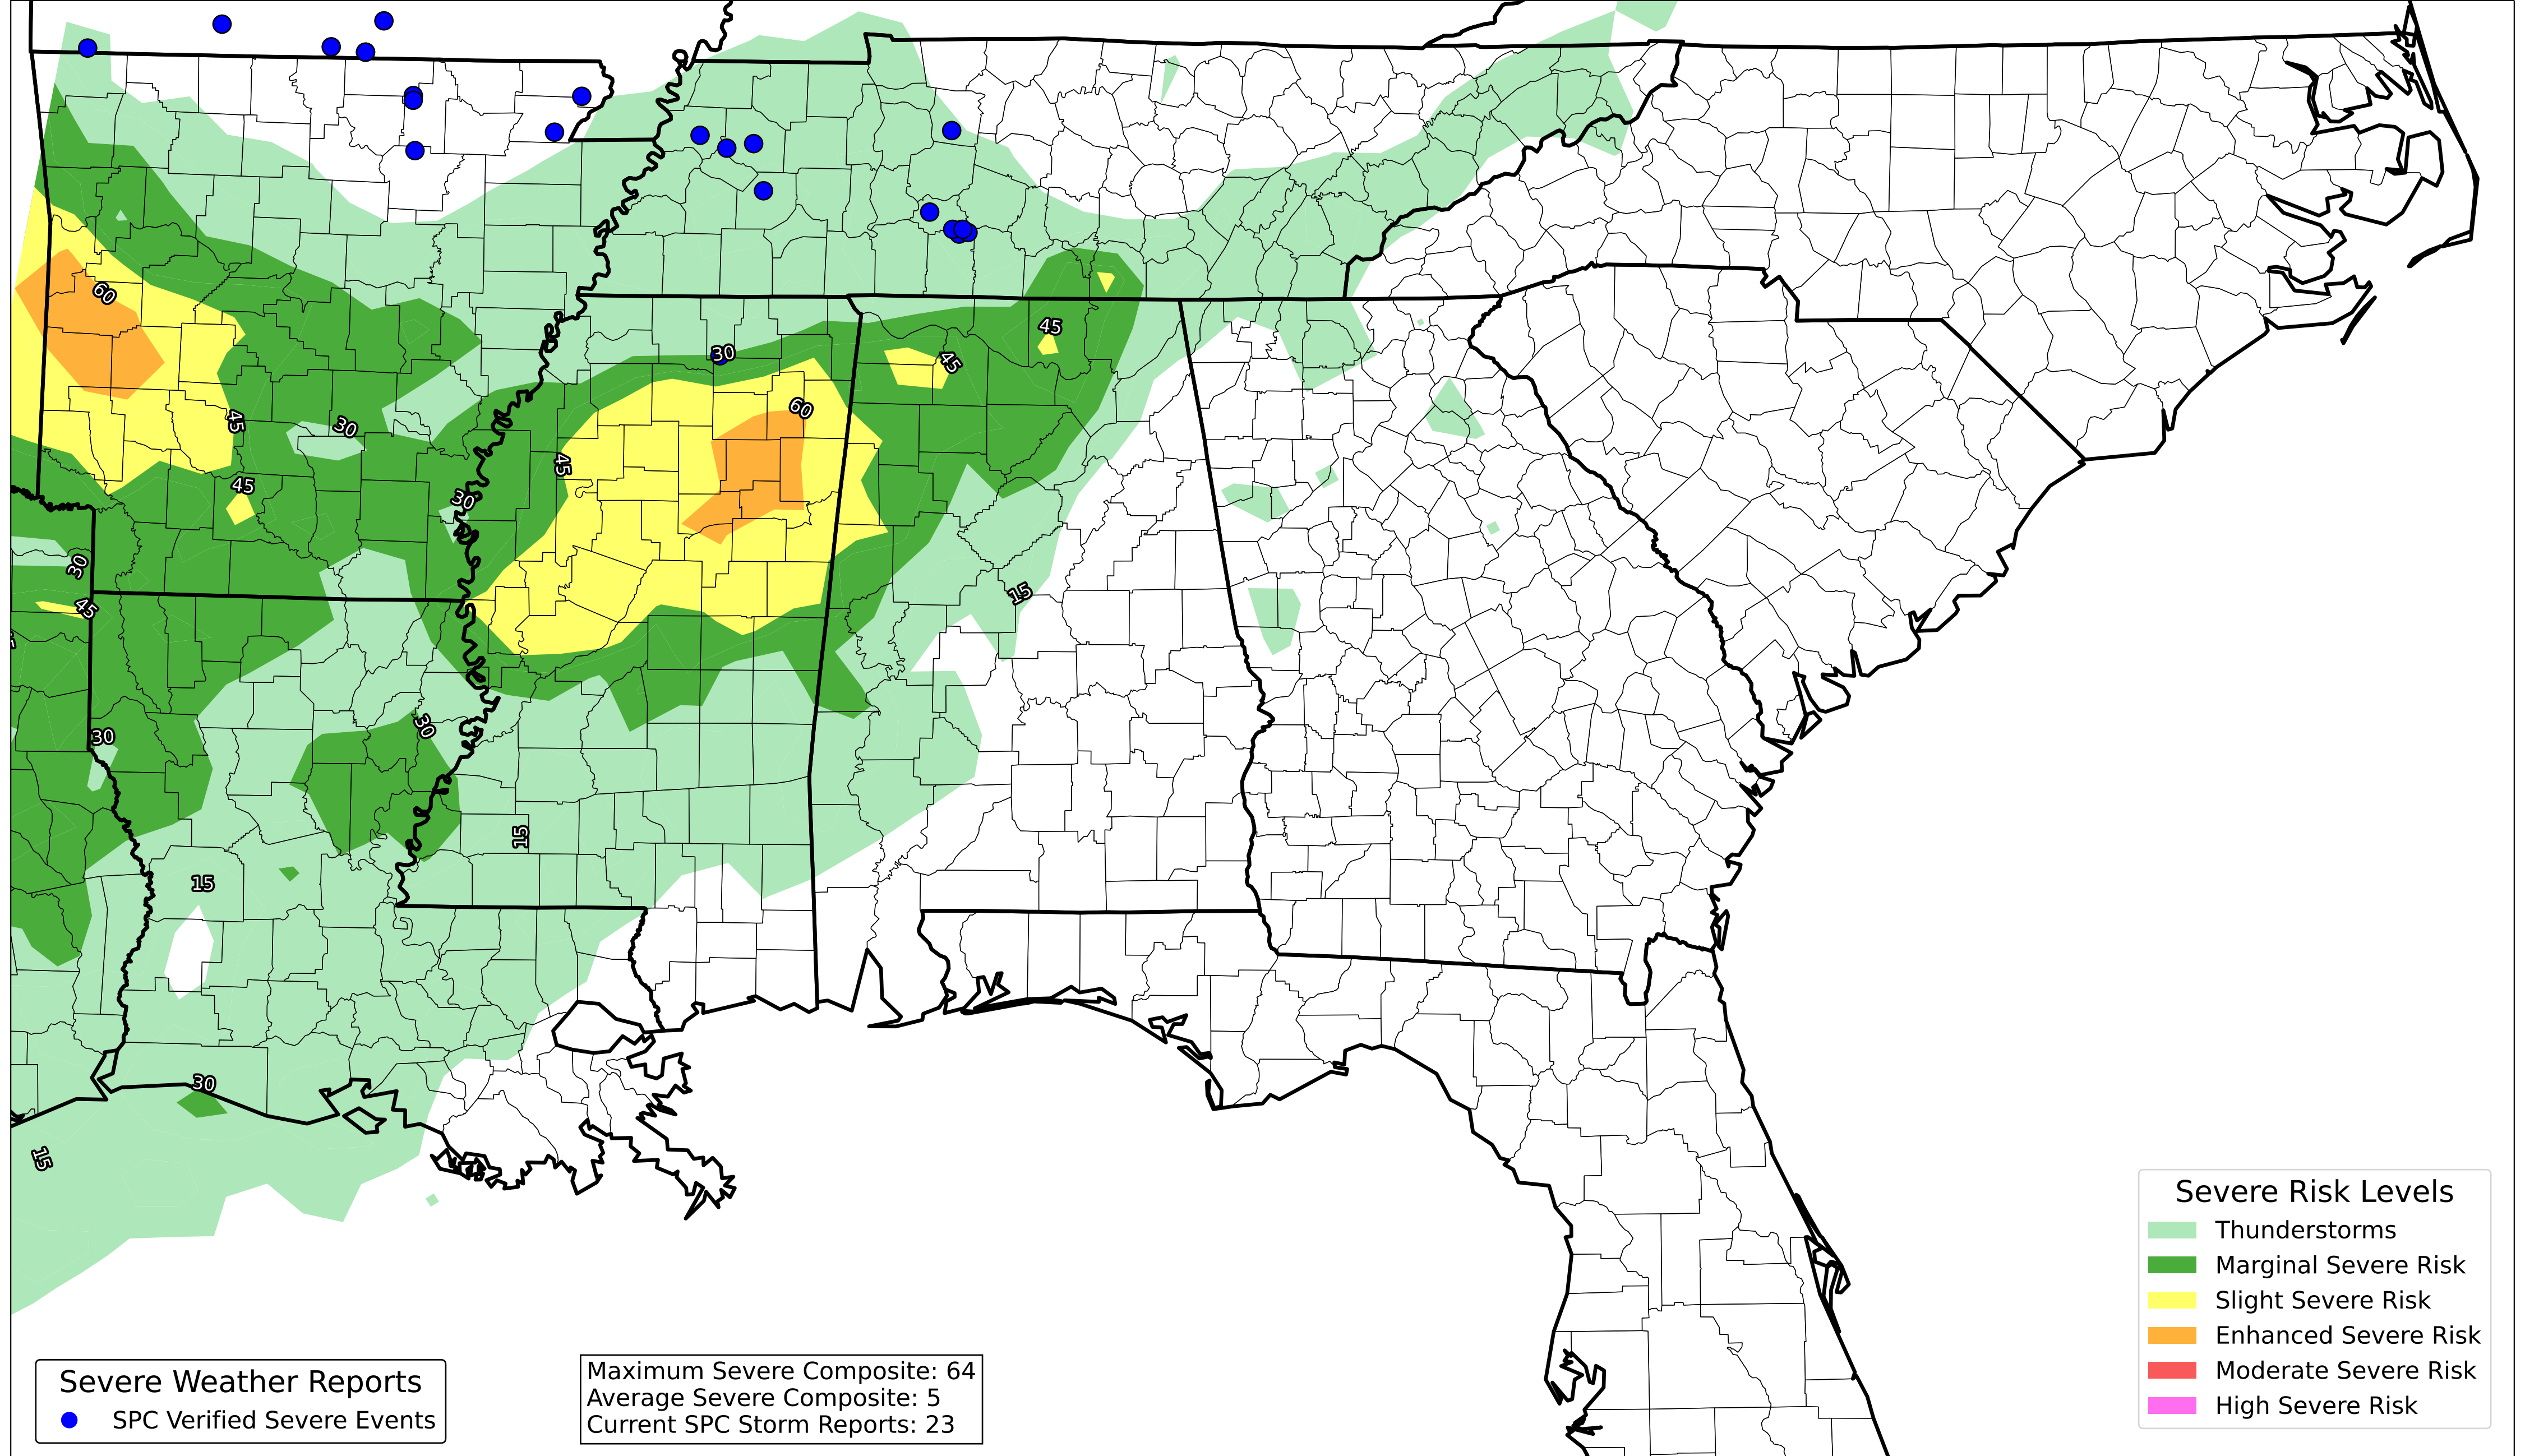 60
30
45
45
60
45
30
45
45
30
30
45
15
30
30
15
15
30
15
Severe Risk Levels
Thunderstorms
Marginal Severe Risk
Slight Severe Risk
Enhanced Severe Risk
Moderate Severe Risk
High Severe Risk
Severe Weather Reports
SPC Verified Severe Events
Maximum Severe Composite: 64
Average Severe Composite: 5
Current SPC Storm Reports: 23